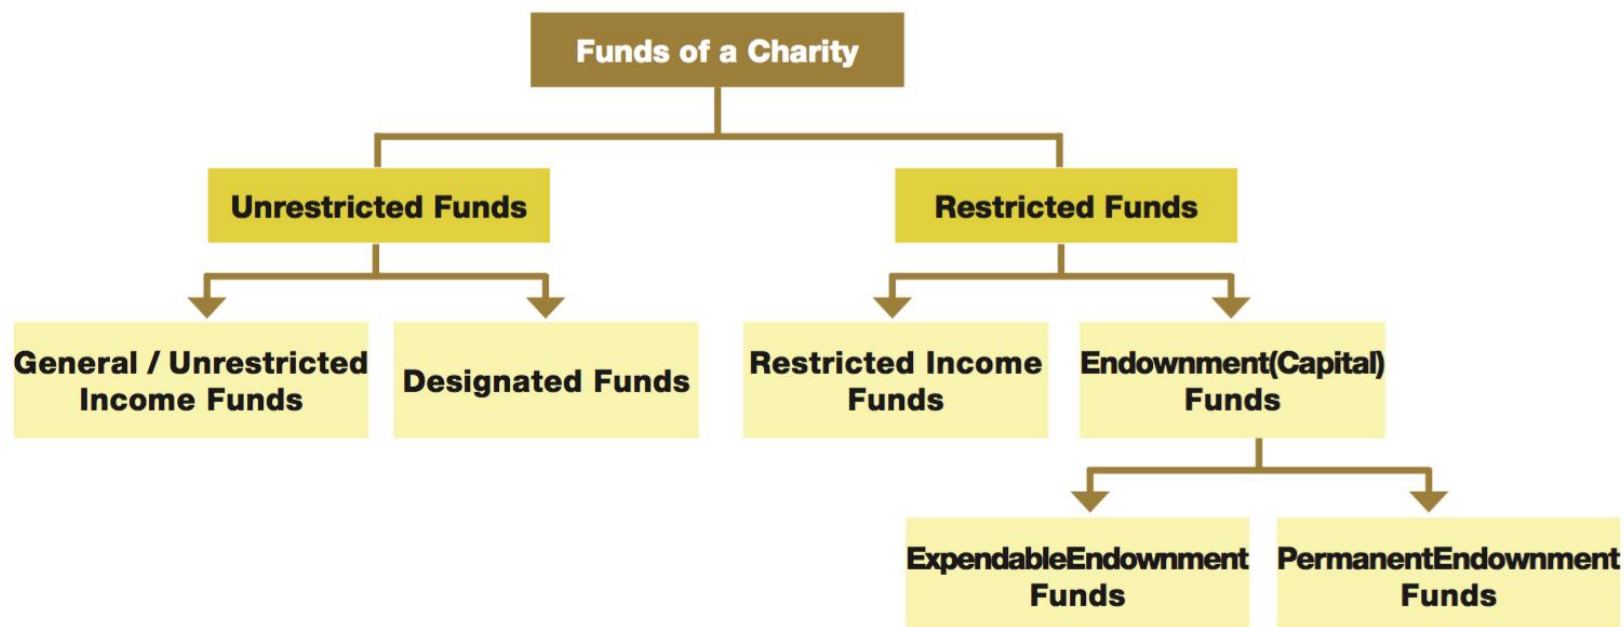 Funds of a Charity
Unrestricted Funds
Restricted Funds
General / Unrestricted
Income Funds
Designated Funds
Restricted Income
Funds
Endownment(Capital)
Funds
ExpendableEndownment
Funds
PermanentEndownment
Funds